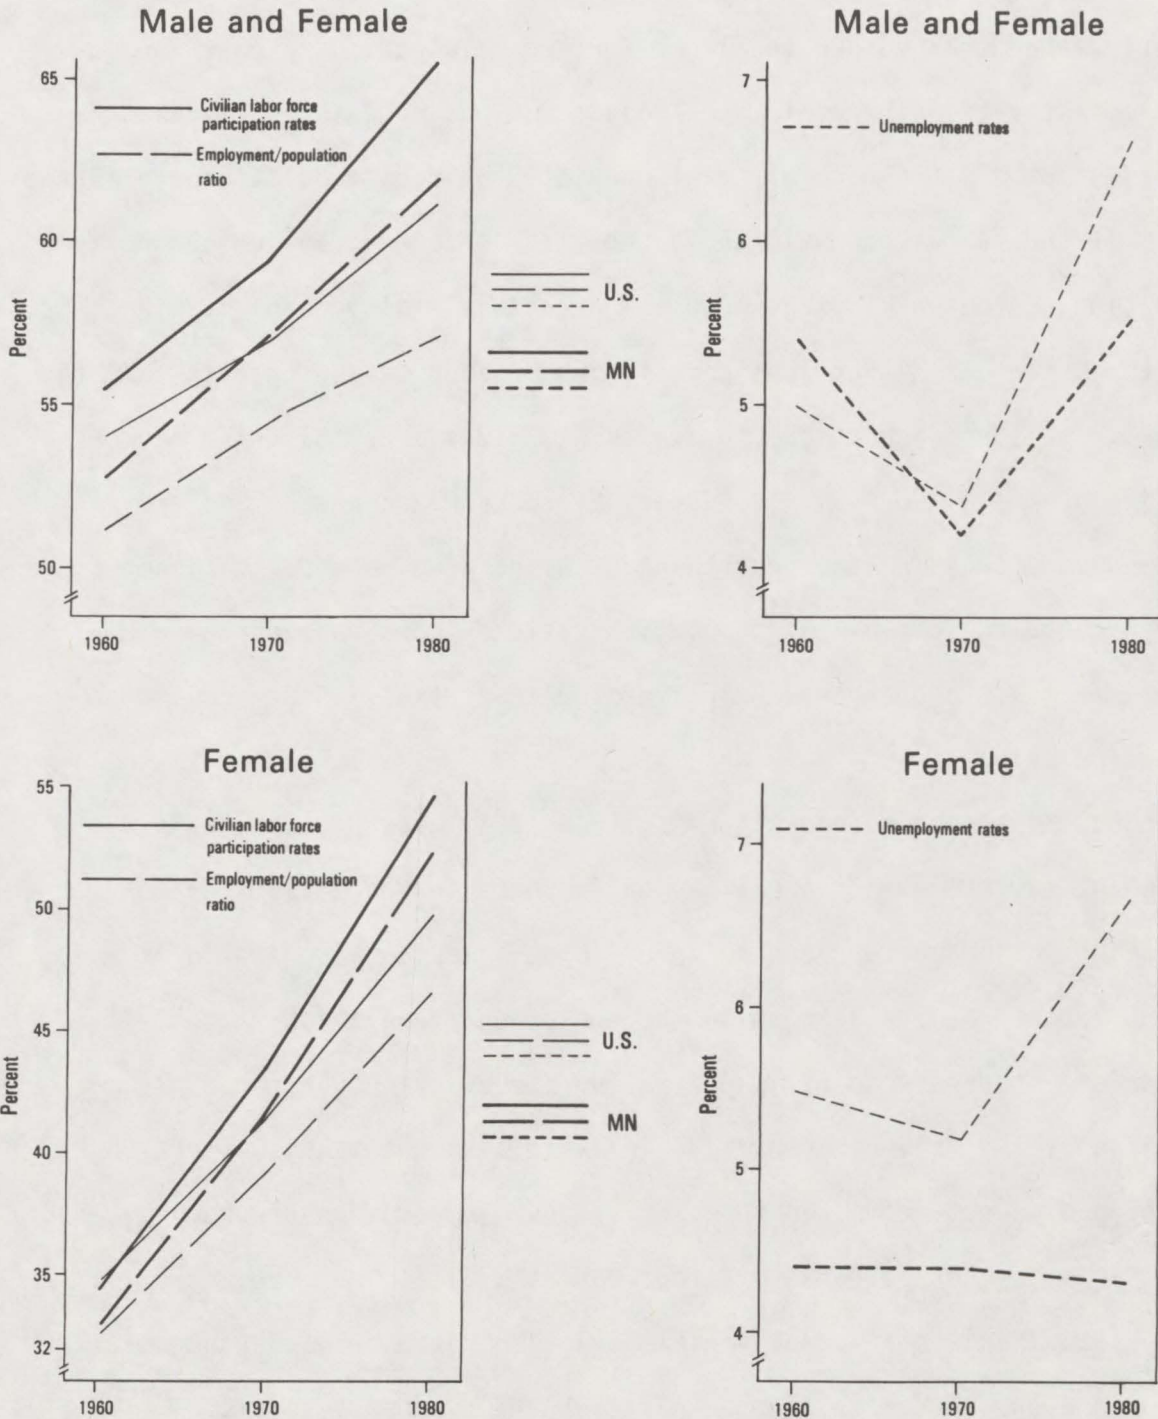 Male and Female
65
60
55
50
Percent
Civilian labor force
participation rates
Employment/population
ratio
1960
1970
1980
U.S.
MN
Male and Female
7
6
5
4
Percent
Unemployment rates
1960
1970
1980
Female
55
50
45
40
35
32
Percent
Civilian labor force
participation rates
Employment/population
ratio
1960
1970
1980
U.S.
MN
Female
7
6
5
4
Percent
Unemployment rates
1960
1970
1980